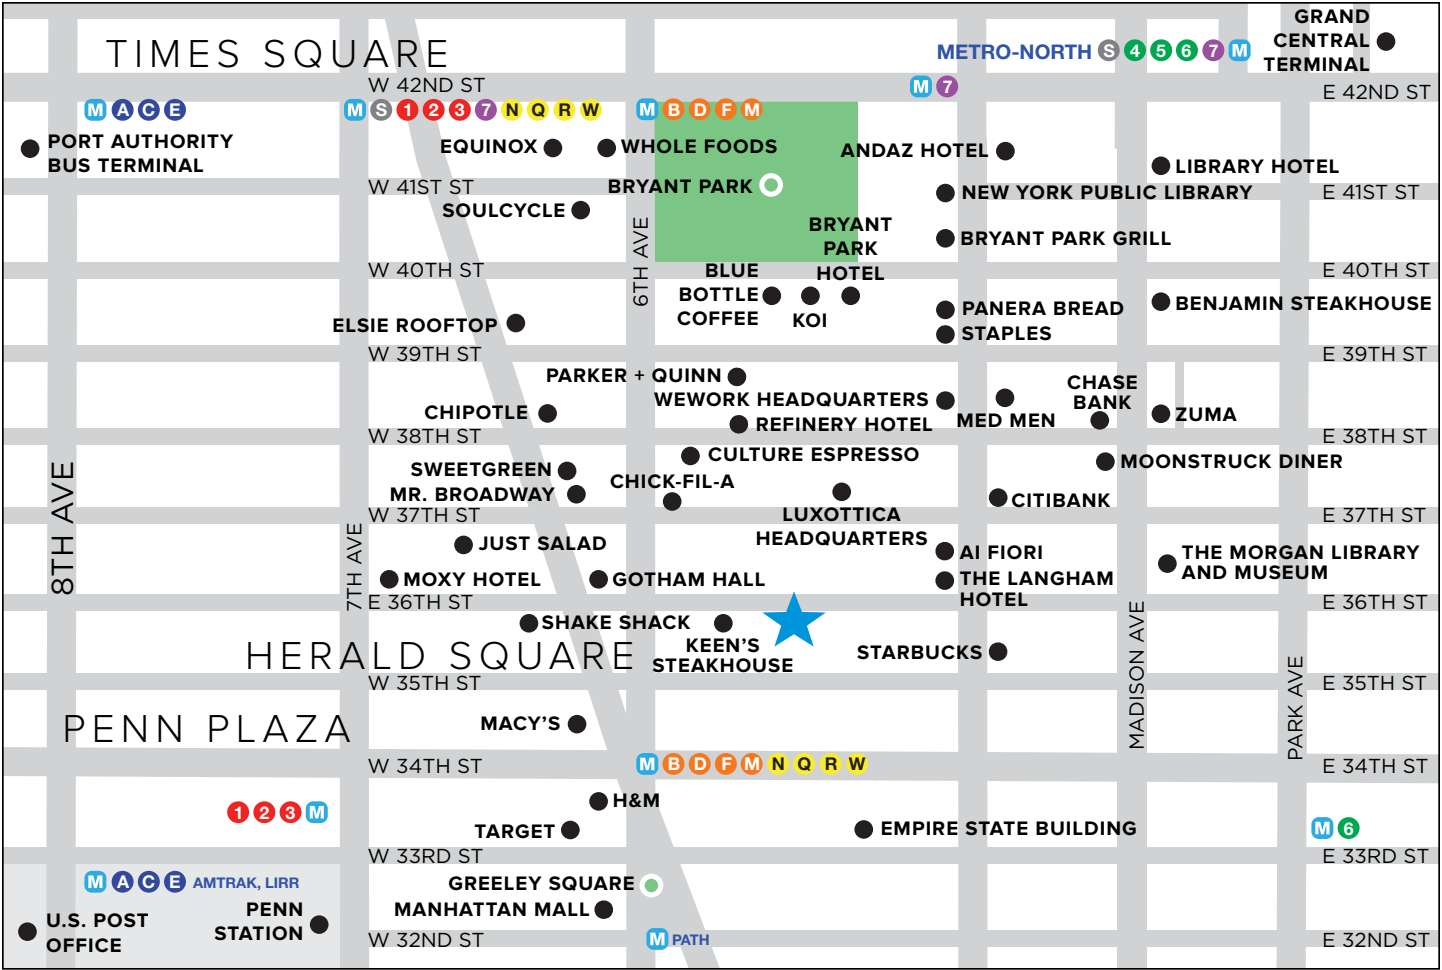 GRAND
CENTRAL
TERMINAL
TIMES SQUARE
METRO-NORTH S 4 5 6 7 M
W 42ND ST
M 7
E 42ND ST
M A C E
M S 1 2 3 7 N Q R W
M B D F M
PORT AUTHORITY
BUS TERMINAL
EQUINOX
WHOLE FOODS
ANDAZ HOTEL
LIBRARY HOTEL
W 41ST ST
BRYANT PARK
NEW YORK PUBLIC LIBRARY
E 41ST ST
SOULCYCLE
6TH AVE
BRYANT
PARK
HOTEL
BRYANT PARK GRILL
W 40TH ST
E 40TH ST
BLUE
BOTTLE
COFFEE
KOI
PANERA BREAD
STAPLES
BENJAMIN STEAKHOUSE
ELSIE ROOFTOP
W 39TH ST
E 39TH ST
PARKER + QUINN
WEWORK HEADQUARTERS
MED MEN
CHASE
BANK
ZUMA
CHIPOTLE
REFINERY HOTEL
W 38TH ST
E 38TH ST
8TH AVE
SWEETGREEN
MR. BROADWAY
CULTURE ESPRESSO
CHICK-FIL-A
MOONSTRUCK DINER
CITIBANK
W 37TH ST
LUXOTTICA
HEADQUARTERS
E 37TH ST
7TH AVE
JUST SALAD
AI FIORI
THE MORGAN LIBRARY
AND MUSEUM
MOXY HOTEL
GOTHAM HALL
THE LANGHAM
HOTEL
E 36TH ST
E 36TH ST
SHAKE SHACK
KEEN'S
STEAKHOUSE
STARBUCKS
HERALD SQUARE
MADISON AVE
PARK AVE
W 35TH ST
E 35TH ST
PENN PLAZA
MACY'S
W 34TH ST
M B D F M N Q R W
E 34TH ST
1 2 3 M
H&M
TARGET
EMPIRE STATE BUILDING
M 6
W 33RD ST
E 33RD ST
M A C E AMTRAK, LIRR
GREELEY SQUARE
U.S. POST
OFFICE
PENN
STATION
MANHATTAN MALL
W 32ND ST
M PATH
E 32ND ST